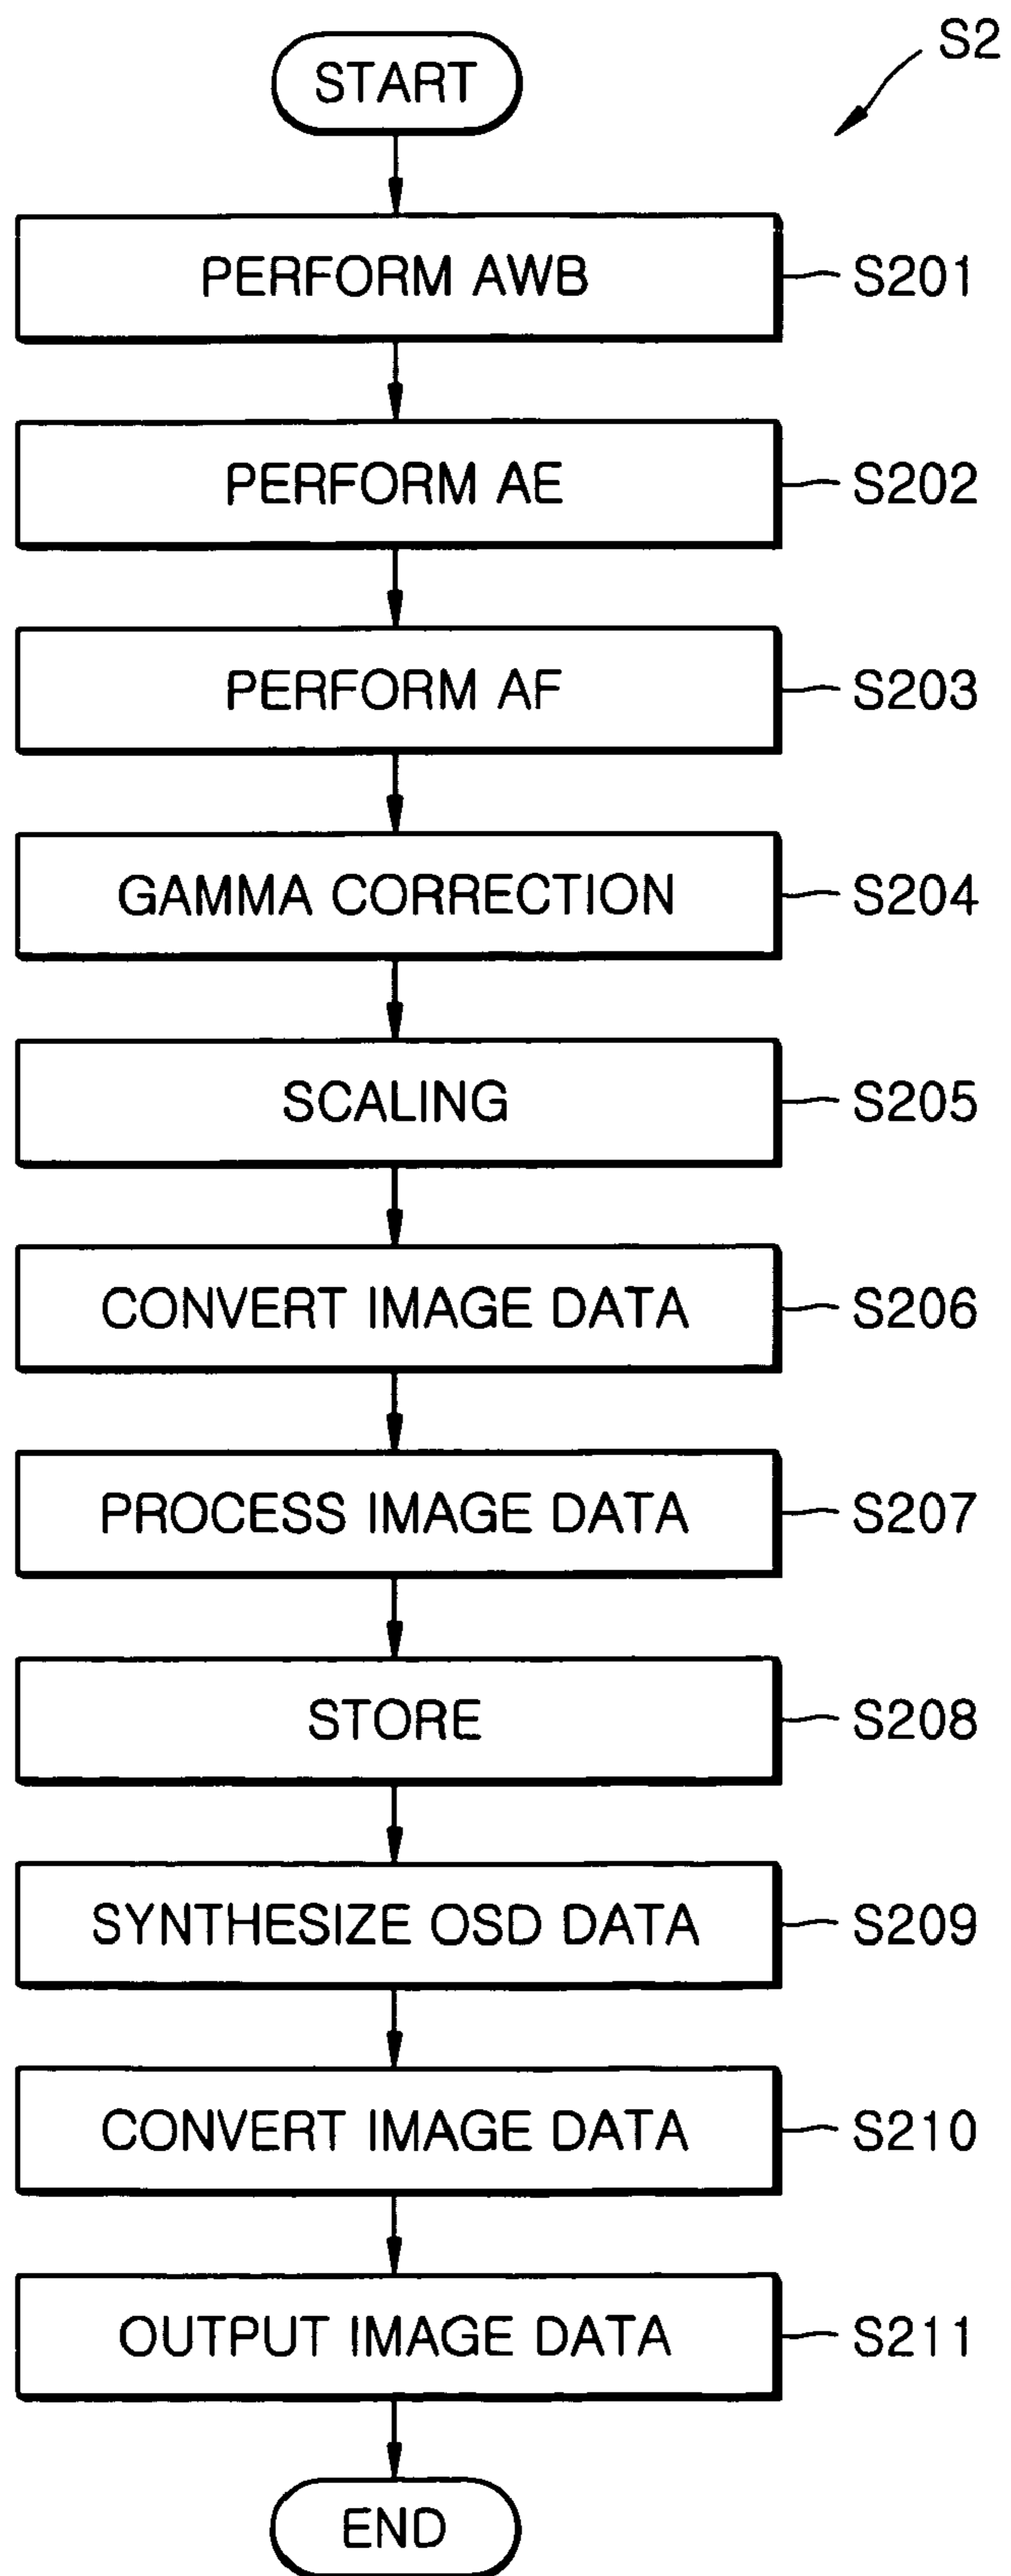 S2
START
PERFORM AWB
S201
PERFORM AE
S202
PERFORM AF
S203
GAMMA CORRECTION
S204
SCALING
S205
CONVERT IMAGE DATA
S206
PROCESS IMAGE DATA
S207
STORE
S208
SYNTHESIZE OSD DATA
S209
CONVERT IMAGE DATA
S210
OUTPUT IMAGE DATA
S211
END